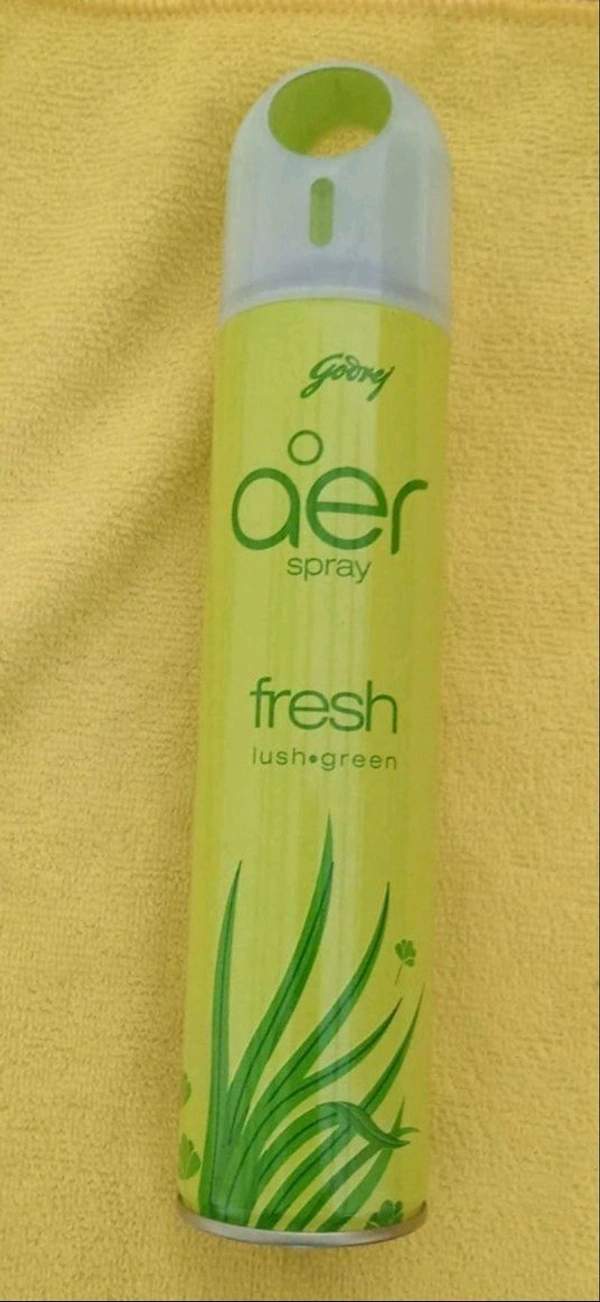 Godrej
aer
spray
fresh
lush•green